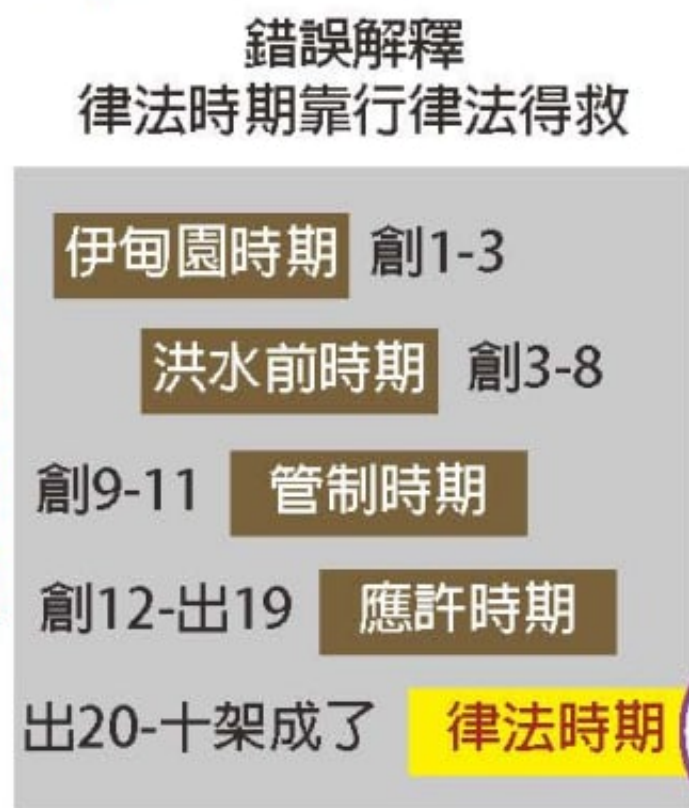 錯誤解釋
律法時期靠行律法得救
伊甸園時期 創1-3
洪水前時期 創3-8
創9-11 管制時期
創12-出19 應許時期
出20-十架成了 律法時期